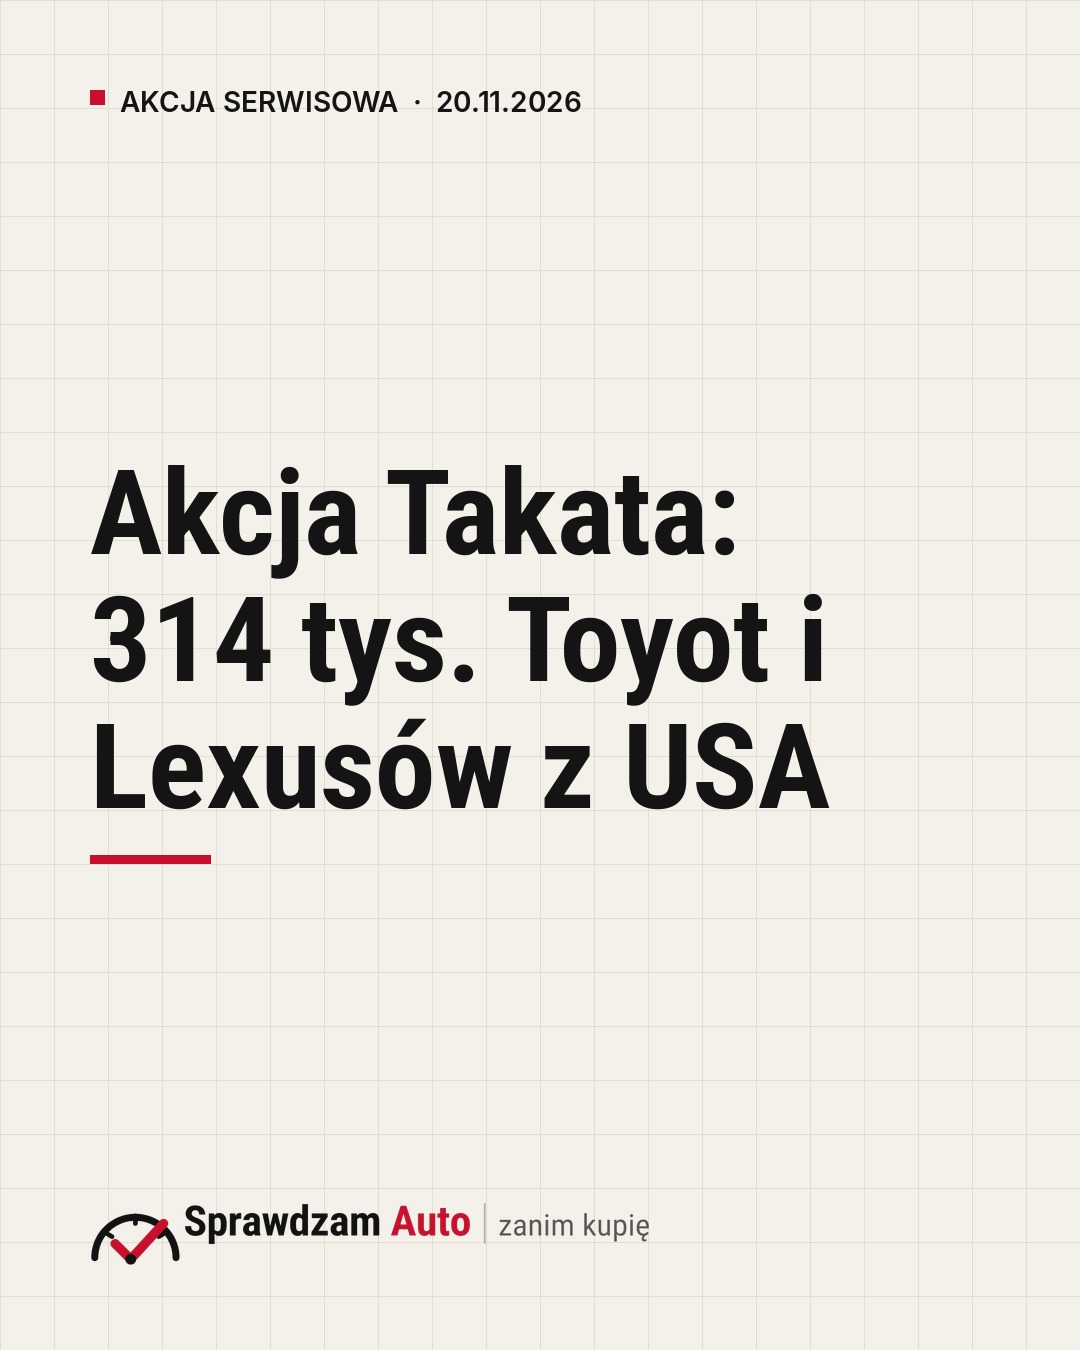 AKCJA SERWISOWA · 20.11.2026
Akcja Takata:
314 tys. Toyot i
Lexusów z USA
Sprawdzam Auto zanim kupię